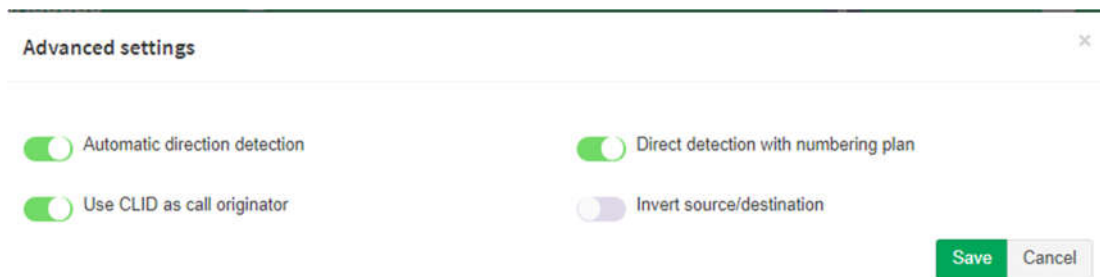 Advanced settings
×
Automatic direction detection
Direct detection with numbering plan
Use CLID as call originator
Invert source/destination
Save
Cancel